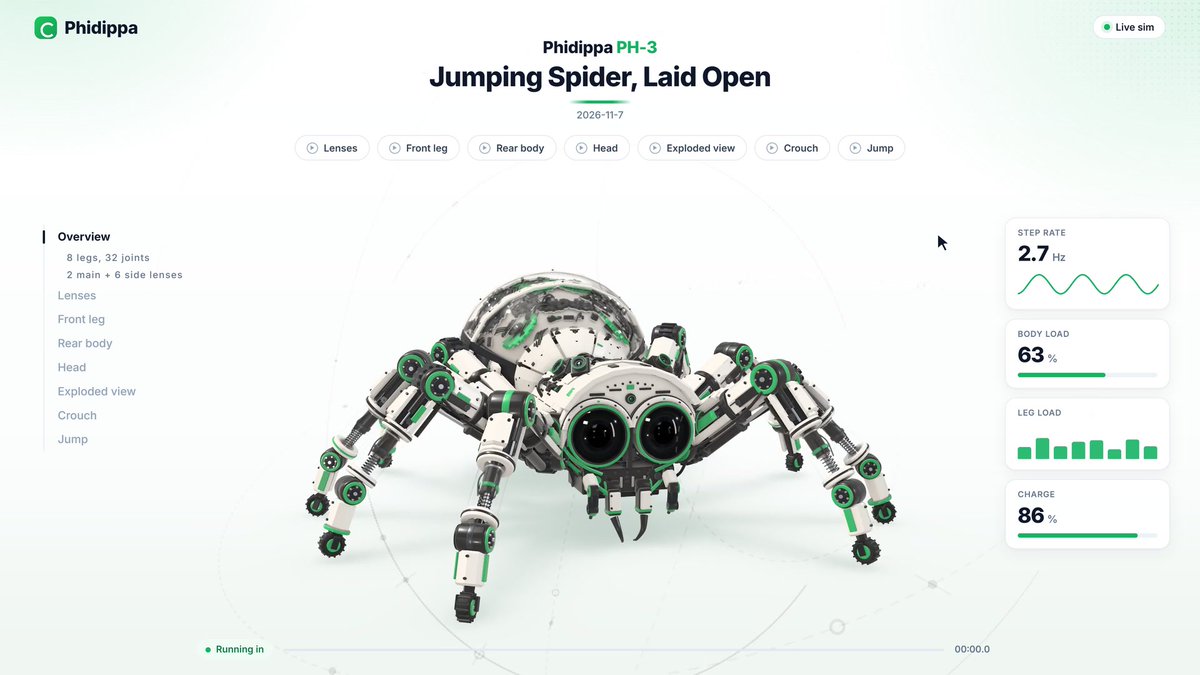 Phidippa
Live sim
Phidippa PH-3
Jumping Spider, Laid Open
2026-11-7
Lenses
Front leg
Rear body
Head
Exploded view
Crouch
Jump
Overview
8 legs, 32 joints
2 main + 6 side lenses
Lenses
Front leg
Rear body
Head
Exploded view
Crouch
Jump
STEP RATE
2.7 Hz
BODY LOAD
63 %
LEG LOAD
CHARGE
86 %
Running in
00:00.0